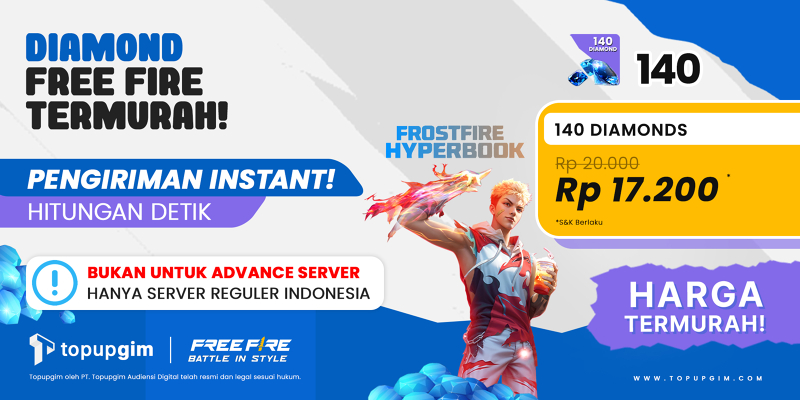 DIAMOND
FREE FIRE
TERMURAH!
PENGIRIMAN INSTANT!
HITUNGAN DETIK
BUKAN UNTUK ADVANCE SERVER
HANYA SERVER REGULER INDONESIA
topupgim
FREE FIRE
BATTLE IN STYLE
Topupgim oleh PT. Topupgim Audiensi Digital telah resmi dan legal sesuai hukum.
FROSTFIRE
HYPERBOOK
140
DIAMOND
140
140 DIAMONDS
Rp 20.000
Rp 17.200 *
*S&K Berlaku
HARGA
TERMURAH!
WWW.TOPUPGIM.COM